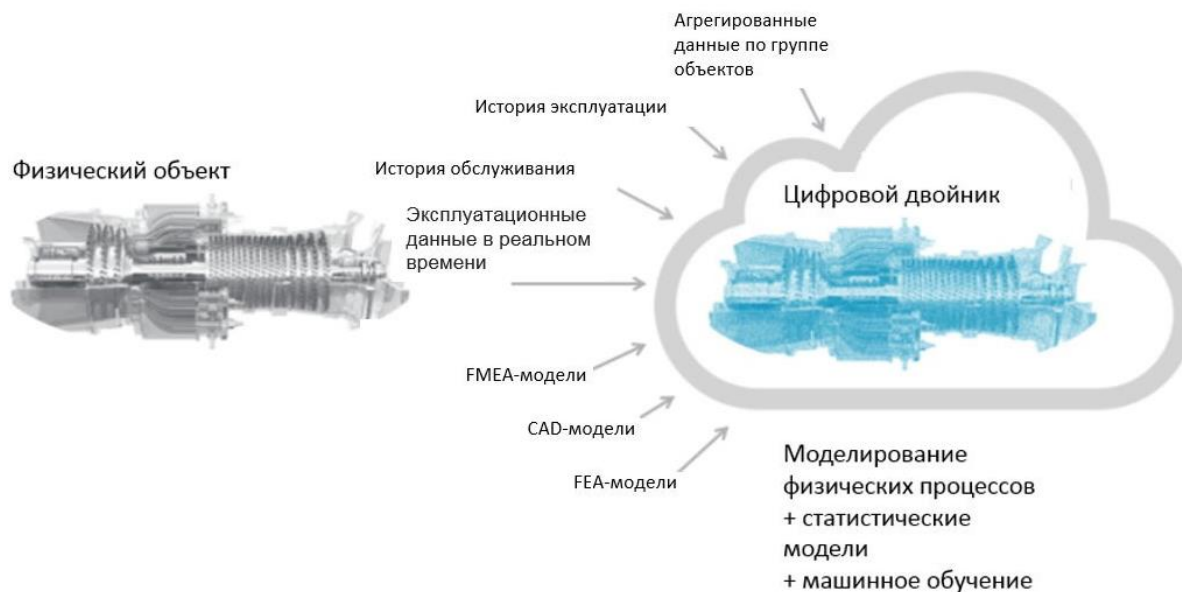 Агрегированные
данные по группе
объектов
История эксплуатации
Физический объект
История обслуживания
Цифровой двойник
Эксплуатационные
данные в реальном
времени
FMEA-модели
CAD-модели
FEA-модели
Моделирование
физических процессов
+ статистические
модели
+ машинное обучение